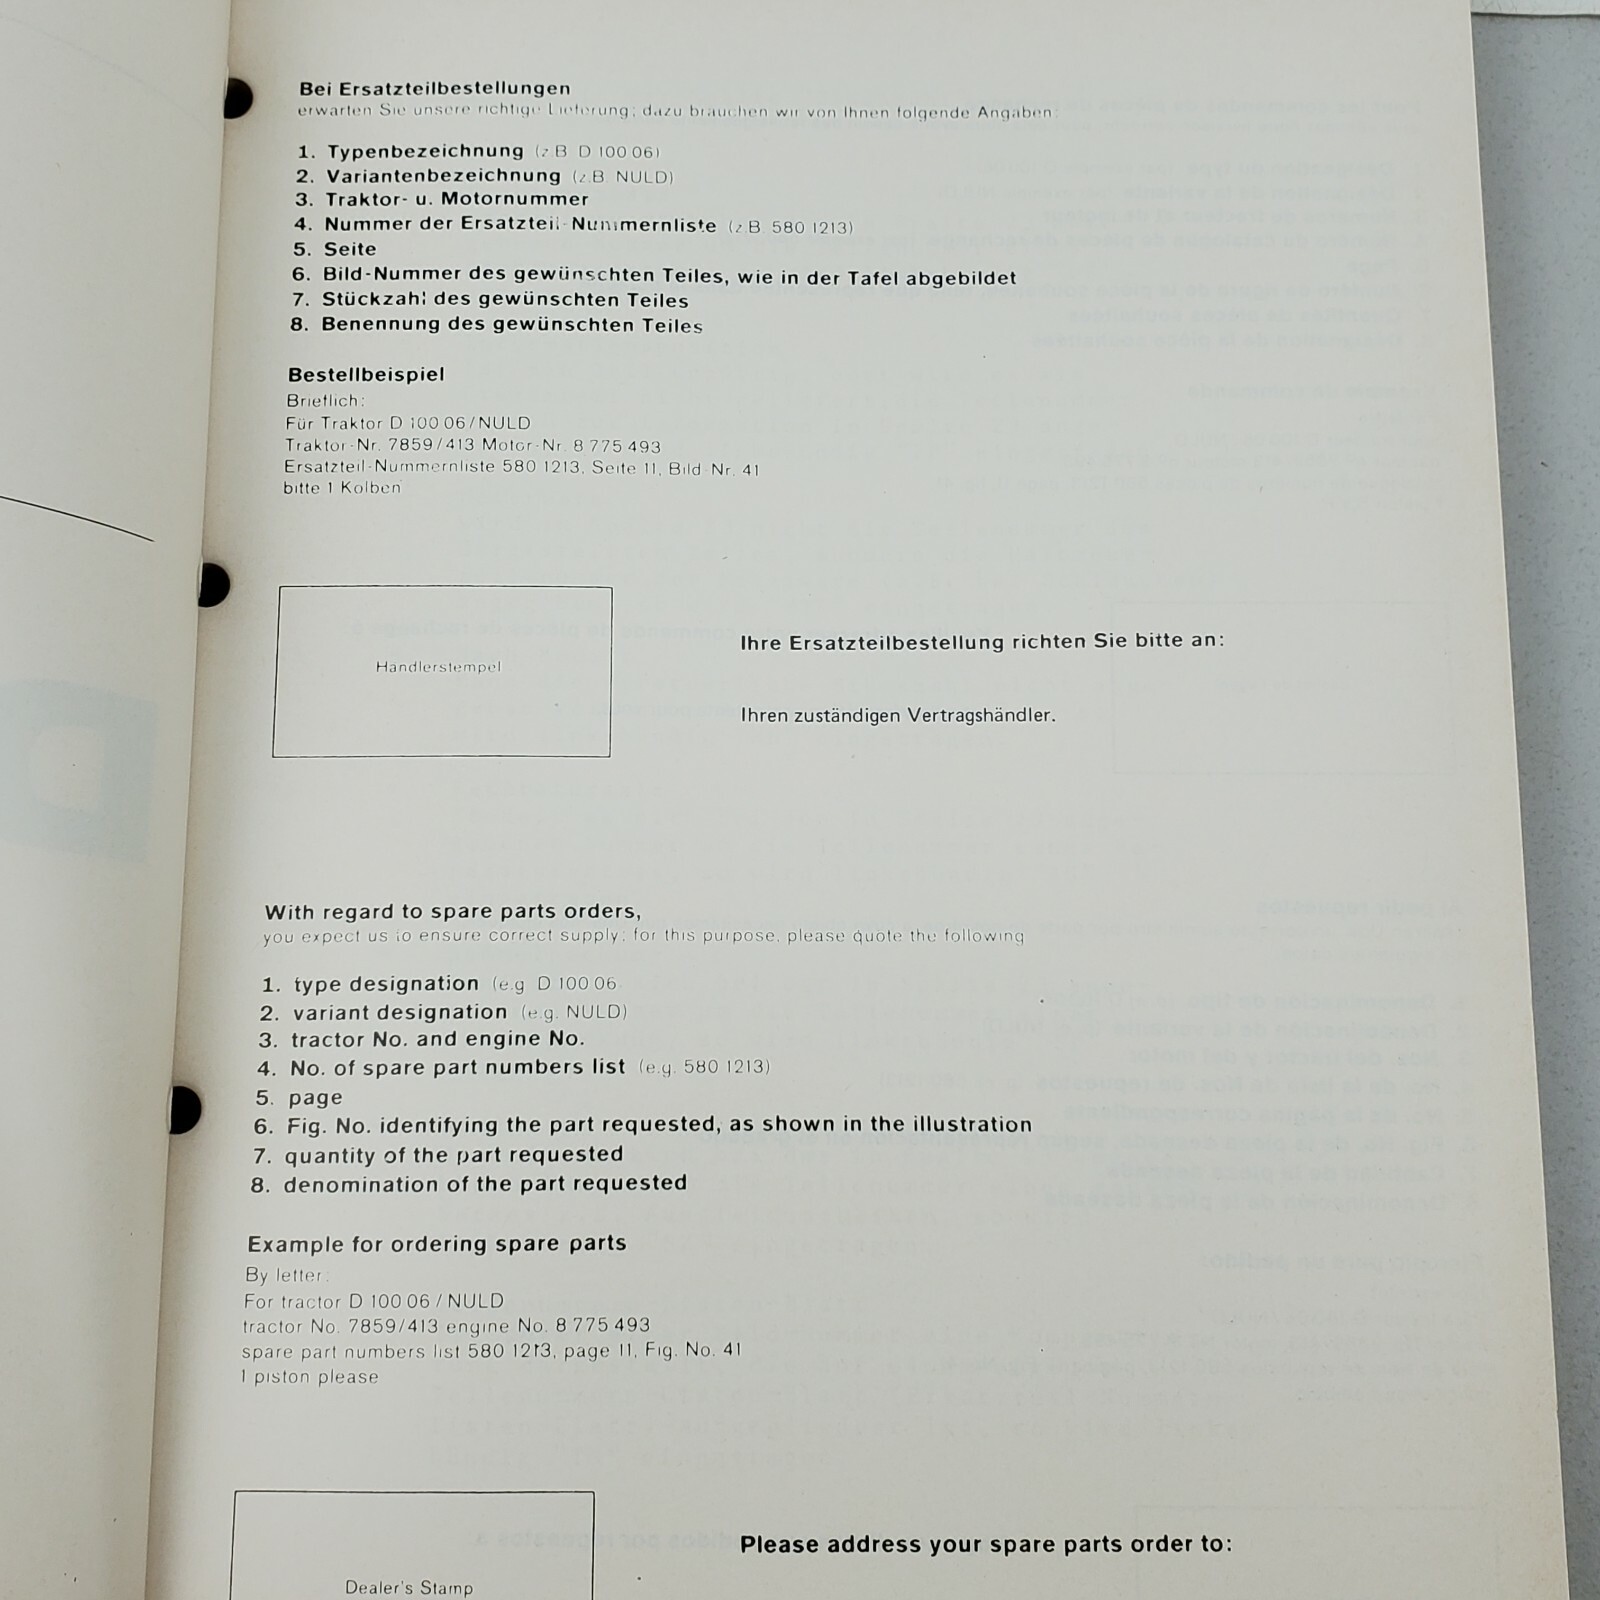 Bei Ersatzteilbestellungen
erwarten Sie unsere richtige Lieferung; dazu brauchen wir von Ihnen folgende Angaben:
1. Typenbezeichnung (z.B. D 100 06)
2. Variantenbezeichnung (z.B. NULD)
3. Traktor- u. Motornummer
4. Nummer der Ersatzteil-Nummernliste (z.B. 580 1213)
5. Seite
6. Bild-Nummer des gewünschten Teiles, wie in der Tafel abgebildet
7. Stückzahl des gewünschten Teiles
8. Benennung des gewünschten Teiles
Bestellbeispiel
Brieflich:
Für Traktor D 100 06/NULD
Traktor-Nr. 7859/413 Motor-Nr. 8 775 493
Ersatzteil-Nummernliste 580 1213, Seite 11, Bild-Nr. 41
bitte 1 Kolben
Händlerstempel
Ihre Ersatzteilbestellung richten Sie bitte an:
Ihren zuständigen Vertragshändler.
With regard to spare parts orders,
you expect us to ensure correct supply; for this purpose, please quote the following
1. type designation (e.g. D 100 06
2. variant designation (e.g. NULD)
3. tractor No. and engine No.
4. No. of spare part numbers list (e.g. 580 1213)
5. page
6. Fig. No. identifying the part requested, as shown in the illustration
7. quantity of the part requested
8. denomination of the part requested
Example for ordering spare parts
By letter:
For tractor D 100 06 / NULD
tractor No. 7859/413 engine No. 8 775 493
spare part numbers list 580 1213, page 11, Fig. No. 41
1 piston please
Please address your spare parts order to:
Dealer's Stamp